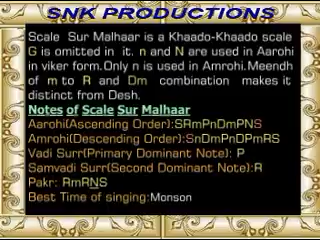 SNK PRODUCTIONS
Scale Sur Malhaar is a Khaado-Khaado scale
G is omitted in it. n and N are used in Aarohi
in viker form.Only n is used in Amrohi.Meendh
of m to R and Dm combination makes it
distinct from Desh.
Notes of Scale Sur Malhaar
Aarohi(Ascending Order):SRmPnDmPNS
Amrohi(Descending Order):SnDmPnDPmRS
Vadi Surr(Primary Dominant Note): P
Samvadi Surr(Second Dominant Note):R
Pakr: RmRNS
Best Time of singing:Monson